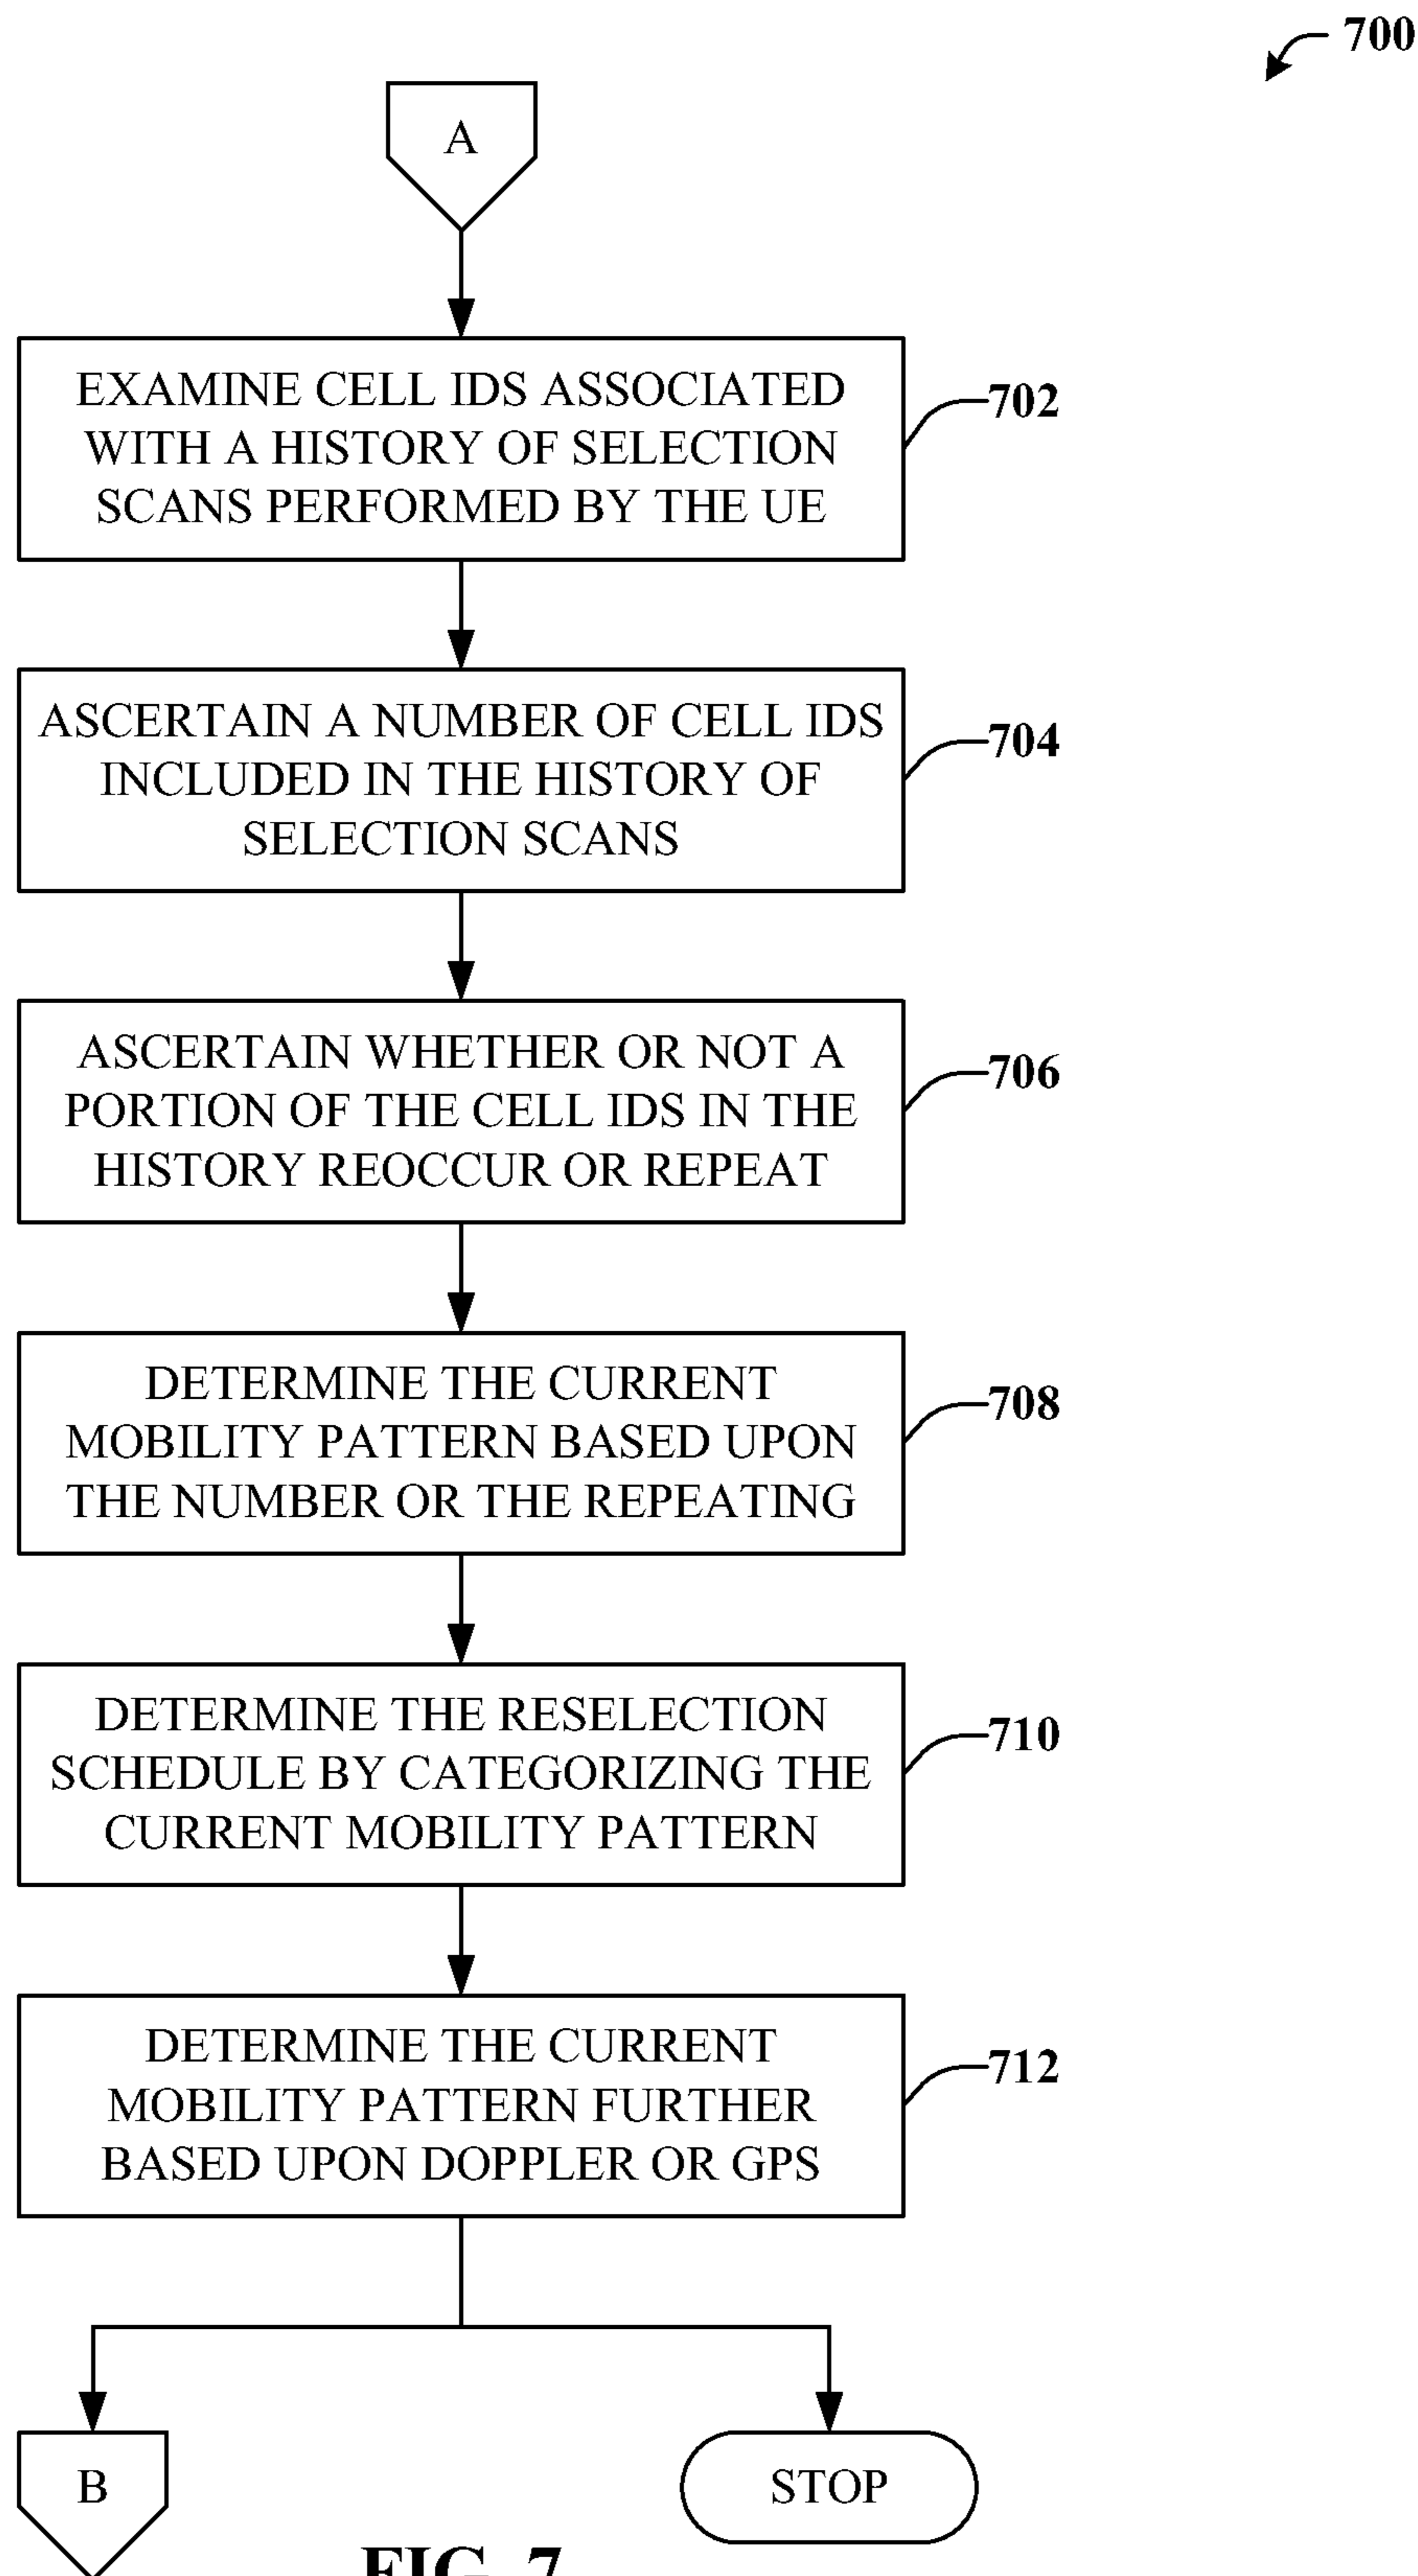 700
A
EXAMINE CELL IDS ASSOCIATED
WITH A HISTORY OF SELECTION
SCANS PERFORMED BY THE UE
702
ASCERTAIN A NUMBER OF CELL IDS
INCLUDED IN THE HISTORY OF
SELECTION SCANS
704
ASCERTAIN WHETHER OR NOT A
PORTION OF THE CELL IDS IN THE
HISTORY REOCCUR OR REPEAT
706
DETERMINE THE CURRENT
MOBILITY PATTERN BASED UPON
THE NUMBER OR THE REPEATING
708
DETERMINE THE RESELECTION
SCHEDULE BY CATEGORIZING THE
CURRENT MOBILITY PATTERN
710
DETERMINE THE CURRENT
MOBILITY PATTERN FURTHER
BASED UPON DOPPLER OR GPS
712
B
STOP
FIG. 7